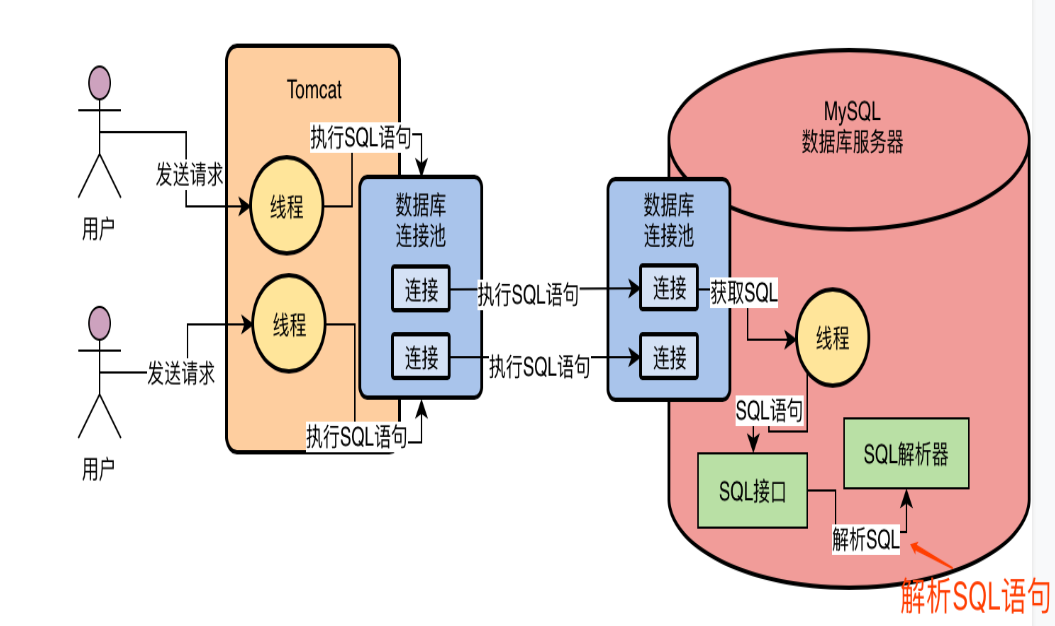 Tomcat
执行SQL语句
发送请求
线程
用户
数据库
连接池
连接
执行SQL语句
连接
执行SQL语句
线程
发送请求
用户
执行SQL语句
MySQL
数据库服务器
数据库
连接池
连接
获取SQL
连接
线程
SQL语句
SQL接口
SQL解析器
解析SQL
解析SQL语句